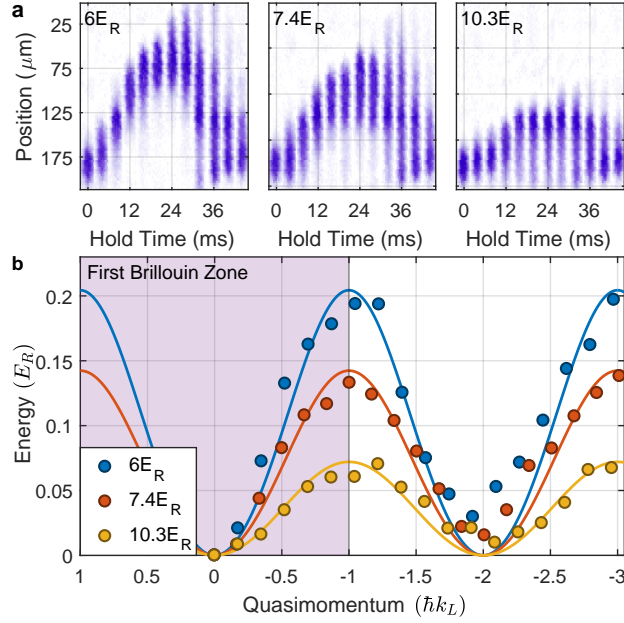 a
6E_R
7.4E_R
10.3E_R
25
75
125
175
Position (μm)
0 12 24 36
0 12 24 36
0 12 24 36
Hold Time (ms)
Hold Time (ms)
Hold Time (ms)
b
First Brillouin Zone
0.2
0.15
0.1
0.05
0
Energy (E_R)
6E_R
7.4E_R
10.3E_R
1 0.5 0 -0.5 -1 -1.5 -2 -2.5 -3
Quasimomentum (ħk_L)